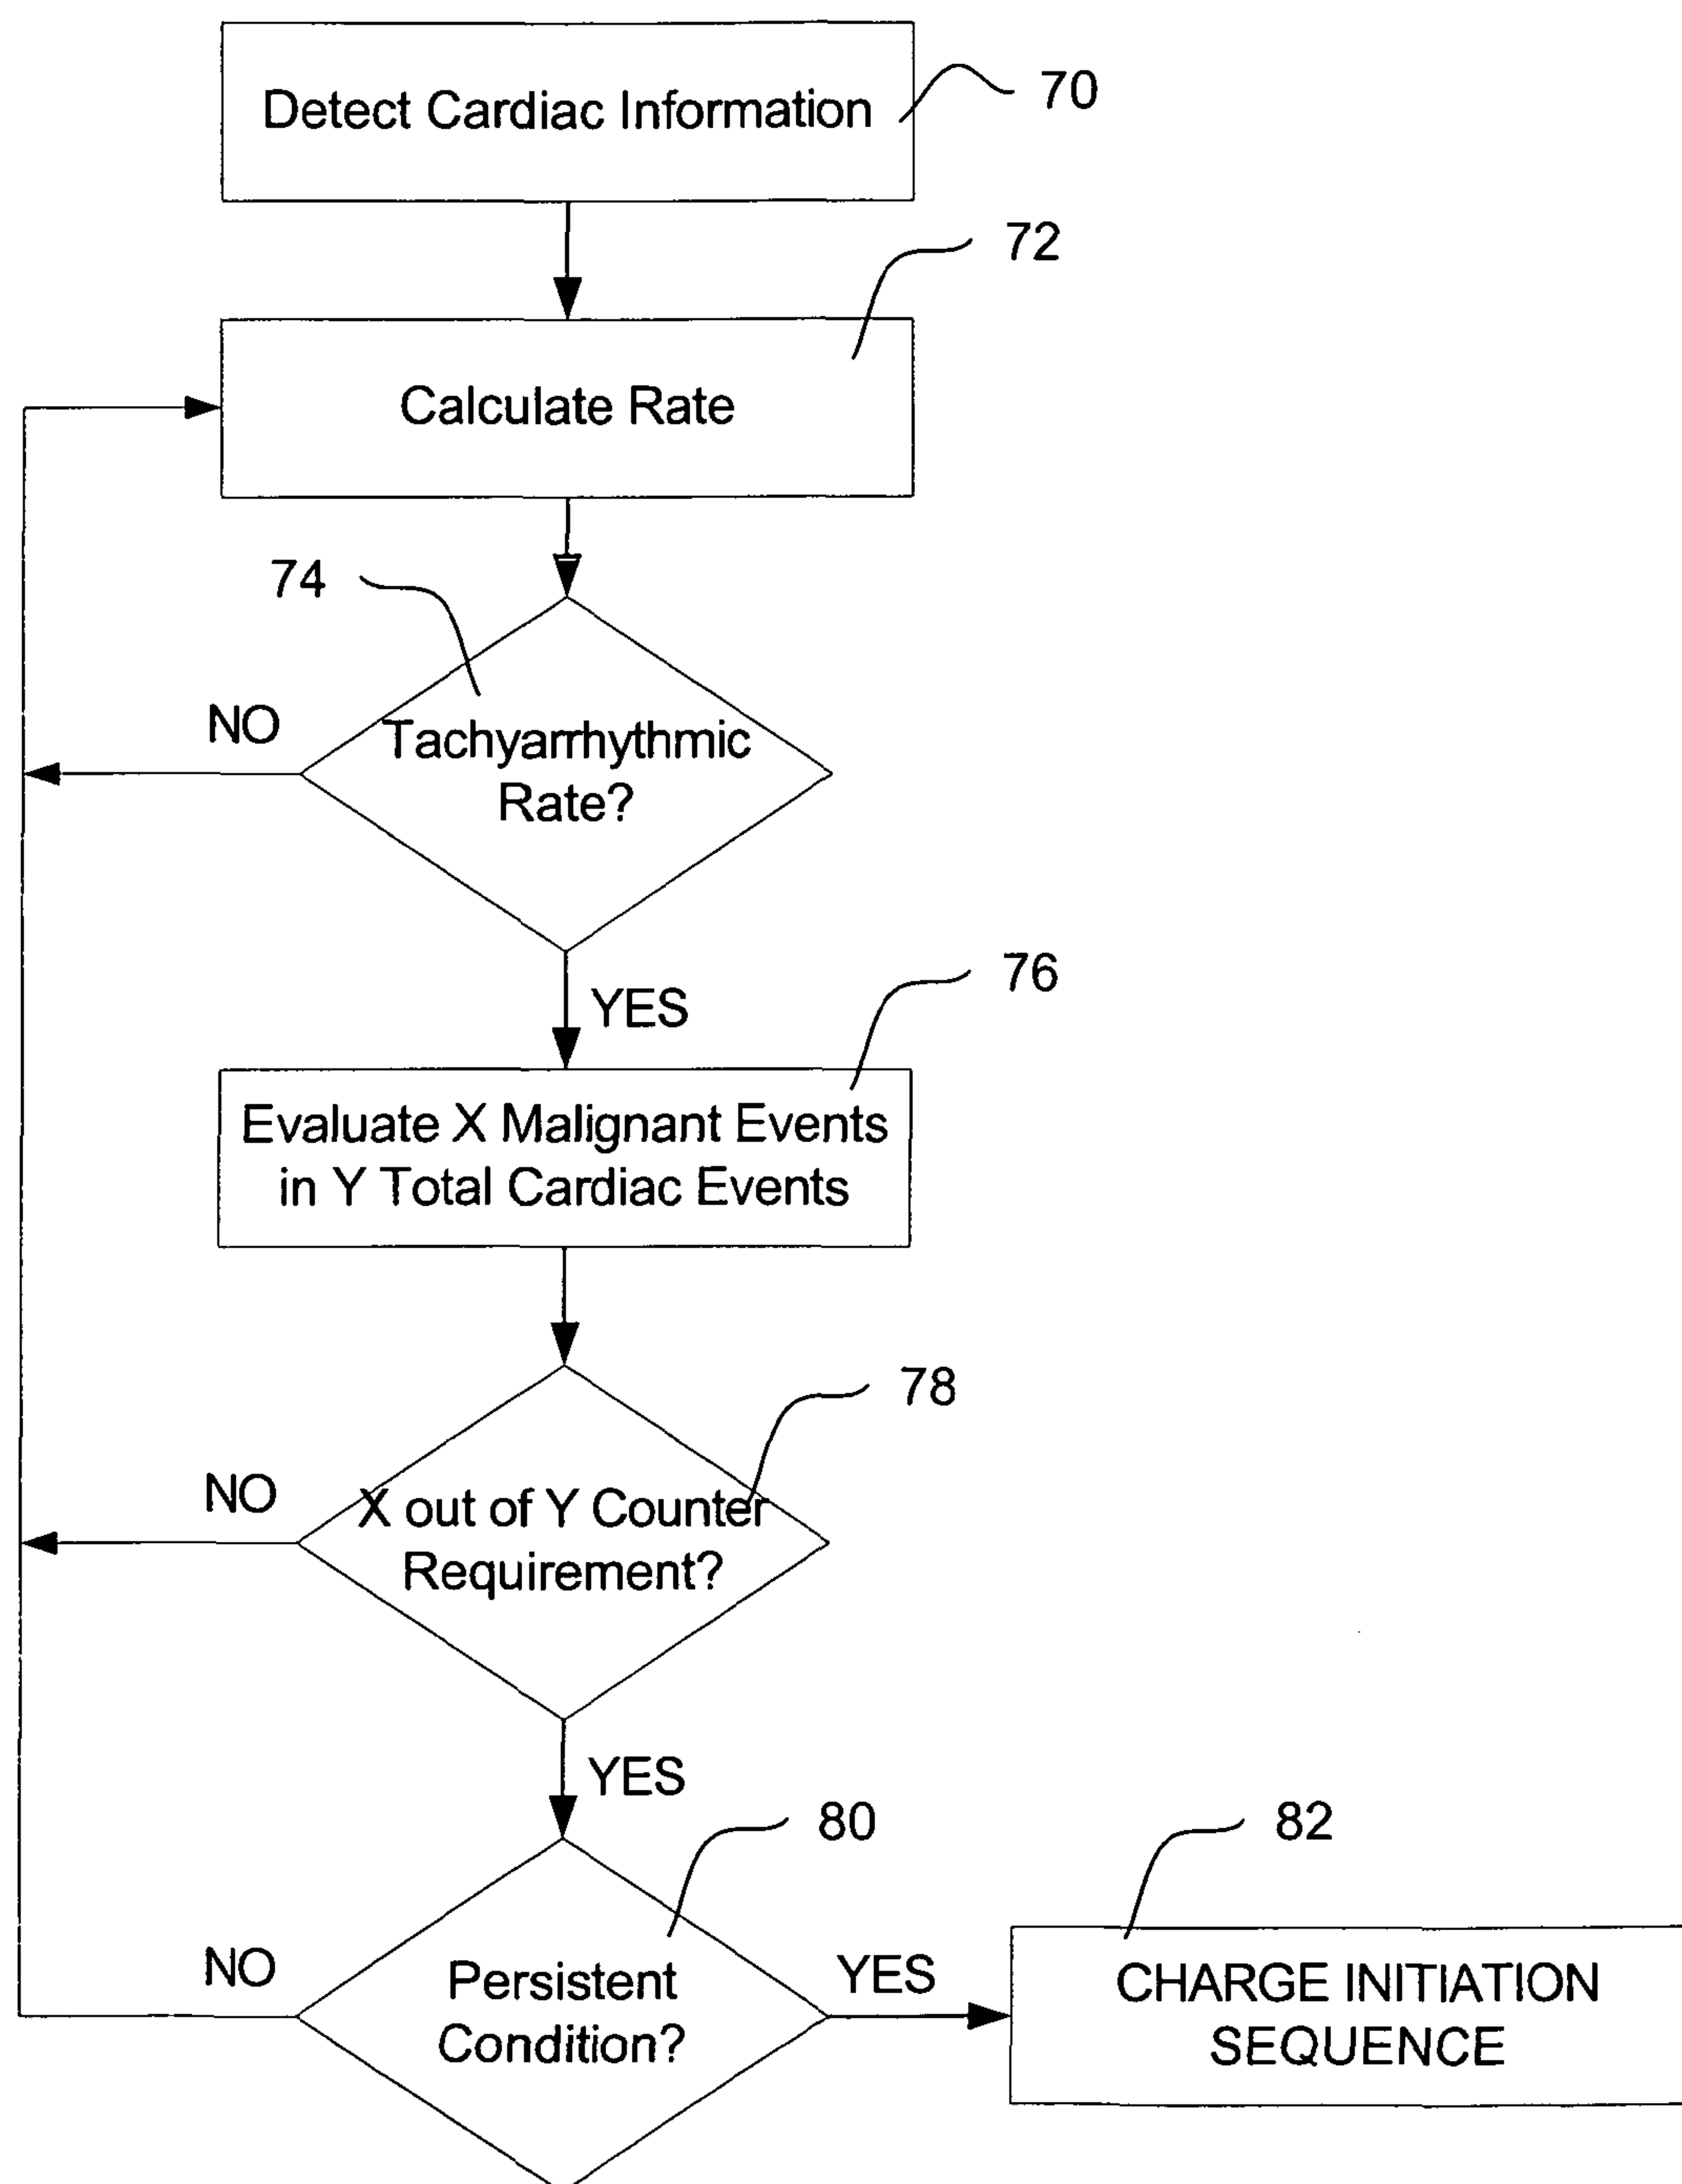 Detect Cardiac Information
70
72
Calculate Rate
74
NO
Tachyarrhythmic
Rate?
YES
76
Evaluate X Malignant Events
in Y Total Cardiac Events
78
NO
X out of Y Counter
Requirement?
YES
80
82
NO
Persistent
Condition?
YES
CHARGE INITIATION
SEQUENCE